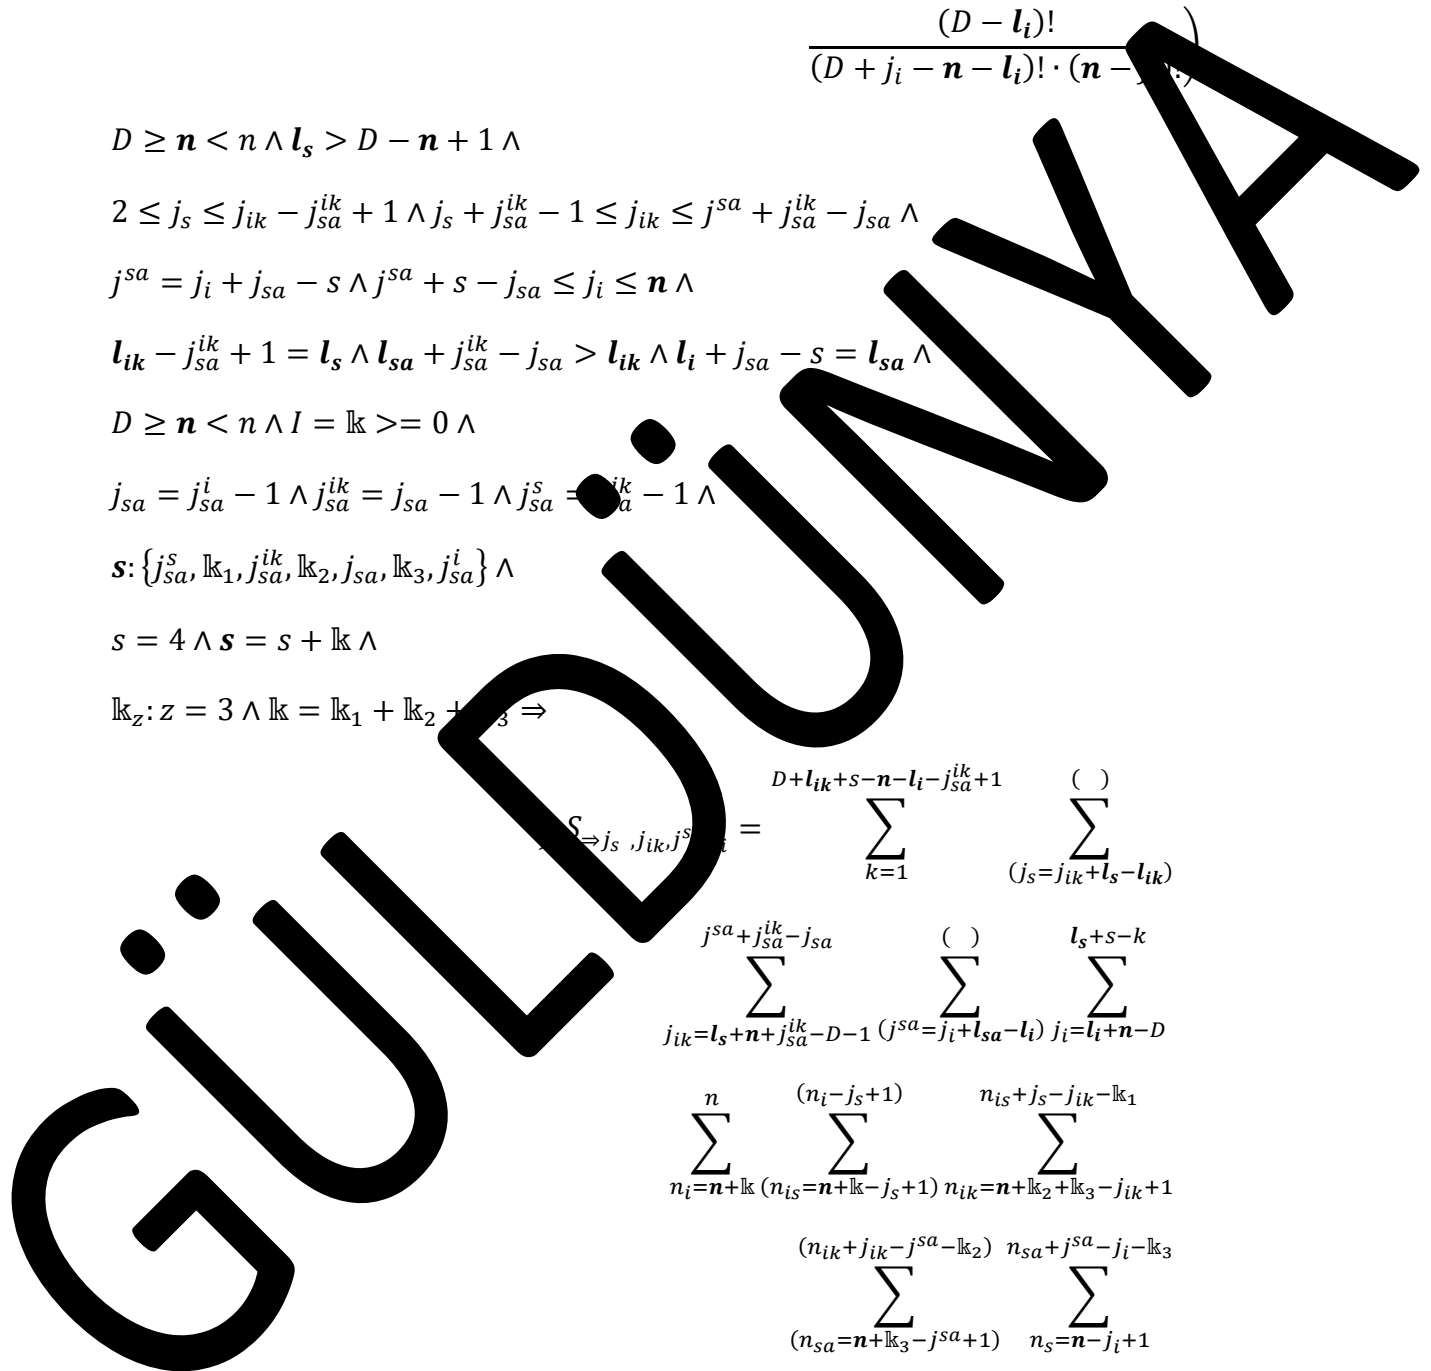 (D − l_i)!
(D + j_i − n − l_i)! · (n −
D ≥ n < n ∧ l_s > D − n + 1 ∧
2 ≤ j_s ≤ j_ik − j_sa^ik + 1 ∧ j_s + j_sa^ik − 1 ≤ j_ik ≤ j^sa + j_sa^ik − j_sa ∧
j^sa = j_i + j_sa − s ∧ j^sa + s − j_sa ≤ j_i ≤ n ∧
l_ik − j_sa^ik + 1 = l_s ∧ l_sa + j_sa^ik − j_sa > l_ik ∧ l_i + j_sa − s = l_sa ∧
D ≥ n < n ∧ I = 𝕜 >= 0 ∧
j_sa = j_sa^i − 1 ∧ j_sa^ik = j_sa − 1 ∧ j_sa^s = − 1 ∧
s: {j_sa^s, 𝕜_1, j_sa^ik, 𝕜_2, j_sa, 𝕜_3, j_sa^i} ∧
s = 4 ∧ s = s + 𝕜 ∧
𝕜_z: z = 3 ∧ 𝕜 = 𝕜_1 + 𝕜_2 + 3 ⇒
D+l_ik+s−n−l_i−j_sa^ik+1 ( )
S ⇒j_s ,j_ik, = ∑ ∑
k=1 (j_s=j_ik+l_s−l_ik)
j^sa+j_sa^ik−j_sa ( ) l_s+s−k
∑ ∑ ∑
j_ik=l_s+n+j_sa^ik−D−1 (j^sa=j_i+l_sa−l_i) j_i=l_i+n−D
n (n_i−j_s+1) n_is+j_s−j_ik−𝕜_1
∑ ∑ ∑
n_i=n+𝕜 (n_is=n+𝕜−j_s+1) n_ik=n+𝕜_2+𝕜_3−j_ik+1
(n_ik+j_ik−j^sa−𝕜_2) n_sa+j^sa−j_i−𝕜_3
∑ ∑
(n_sa=n+𝕜_3−j^sa+1) n_s=n−j_i+1
GÜLDÜNYA